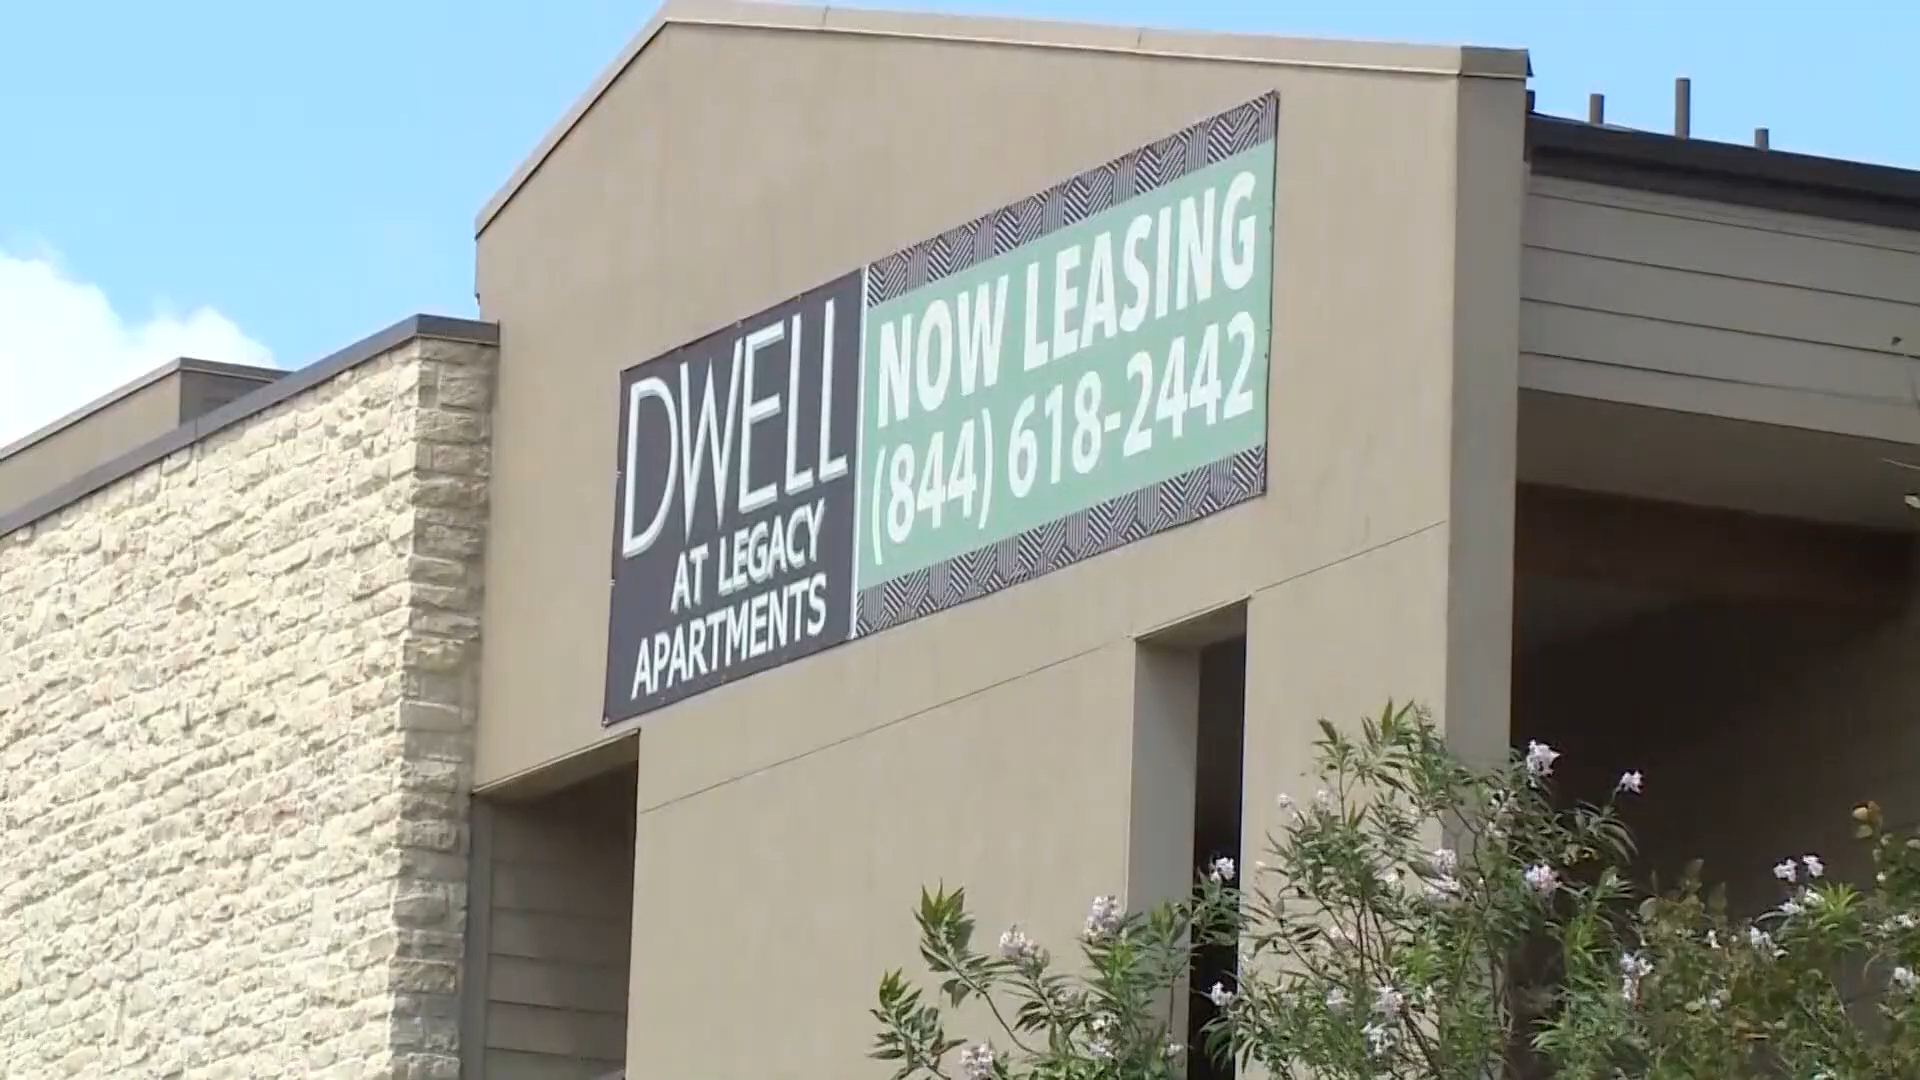 DWELL
AT LEGACY
APARTMENTS
NOW LEASING
(844) 618-2442